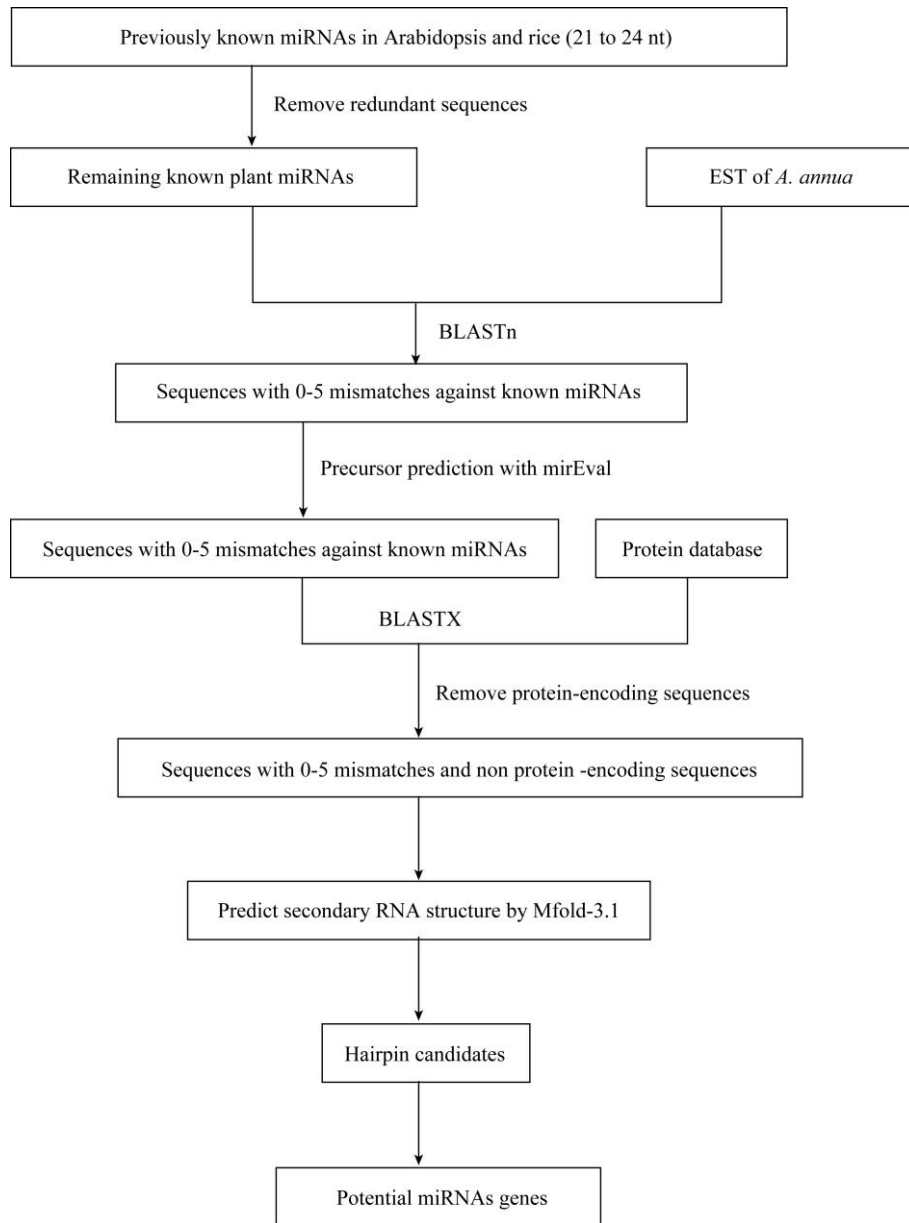 Previously known miRNAs in Arabidopsis and rice (21 to 24 nt)
Remove redundant sequences
Remaining known plant miRNAs
EST of A. annua
BLASTn
Sequences with 0-5 mismatches against known miRNAs
Precursor prediction with mirEval
Sequences with 0-5 mismatches against known miRNAs
Protein database
BLASTX
Remove protein-encoding sequences
Sequences with 0-5 mismatches and non protein -encoding sequences
Predict secondary RNA structure by Mfold-3.1
Hairpin candidates
Potential miRNAs genes